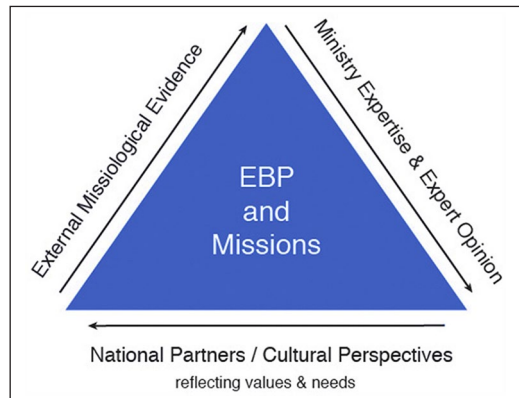 External Missiological Evidence
Ministry Expertise & Expert Opinion
EBP
and
Missions
National Partners / Cultural Perspectives
reflecting values & needs